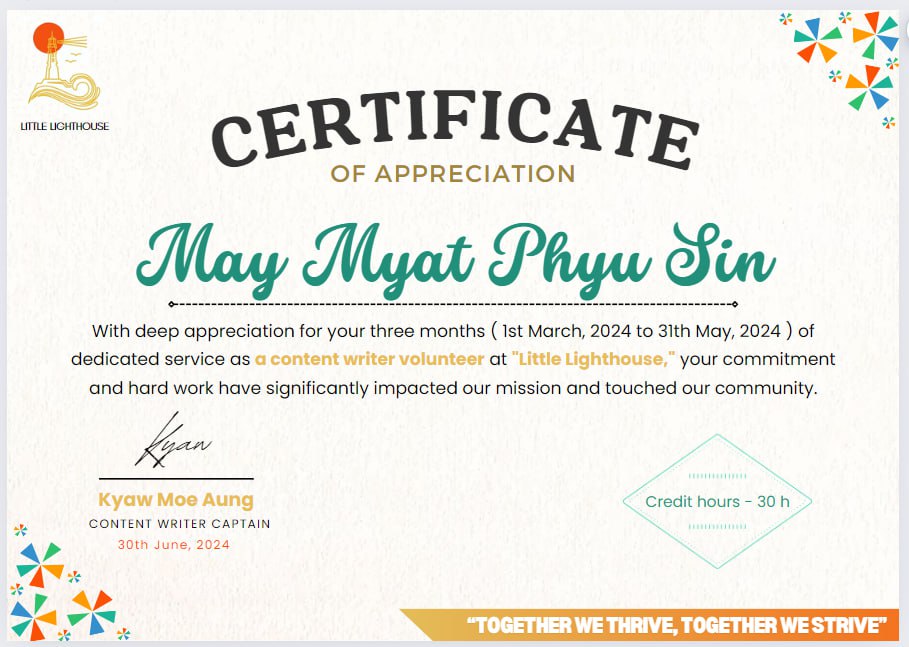 LITTLE LIGHTHOUSE
CERTIFICATE
OF APPRECIATION
May Myat Phyu Sin
With deep appreciation for your three months ( 1st March, 2024 to 31th May, 2024 ) of
dedicated service as a content writer volunteer at "Little Lighthouse," your commitment
and hard work have significantly impacted our mission and touched our community.
Kyaw
Kyaw Moe Aung
CONTENT WRITER CAPTAIN
30th June, 2024
Credit hours - 30 h
“TOGETHER WE THRIVE, TOGETHER WE STRIVE”